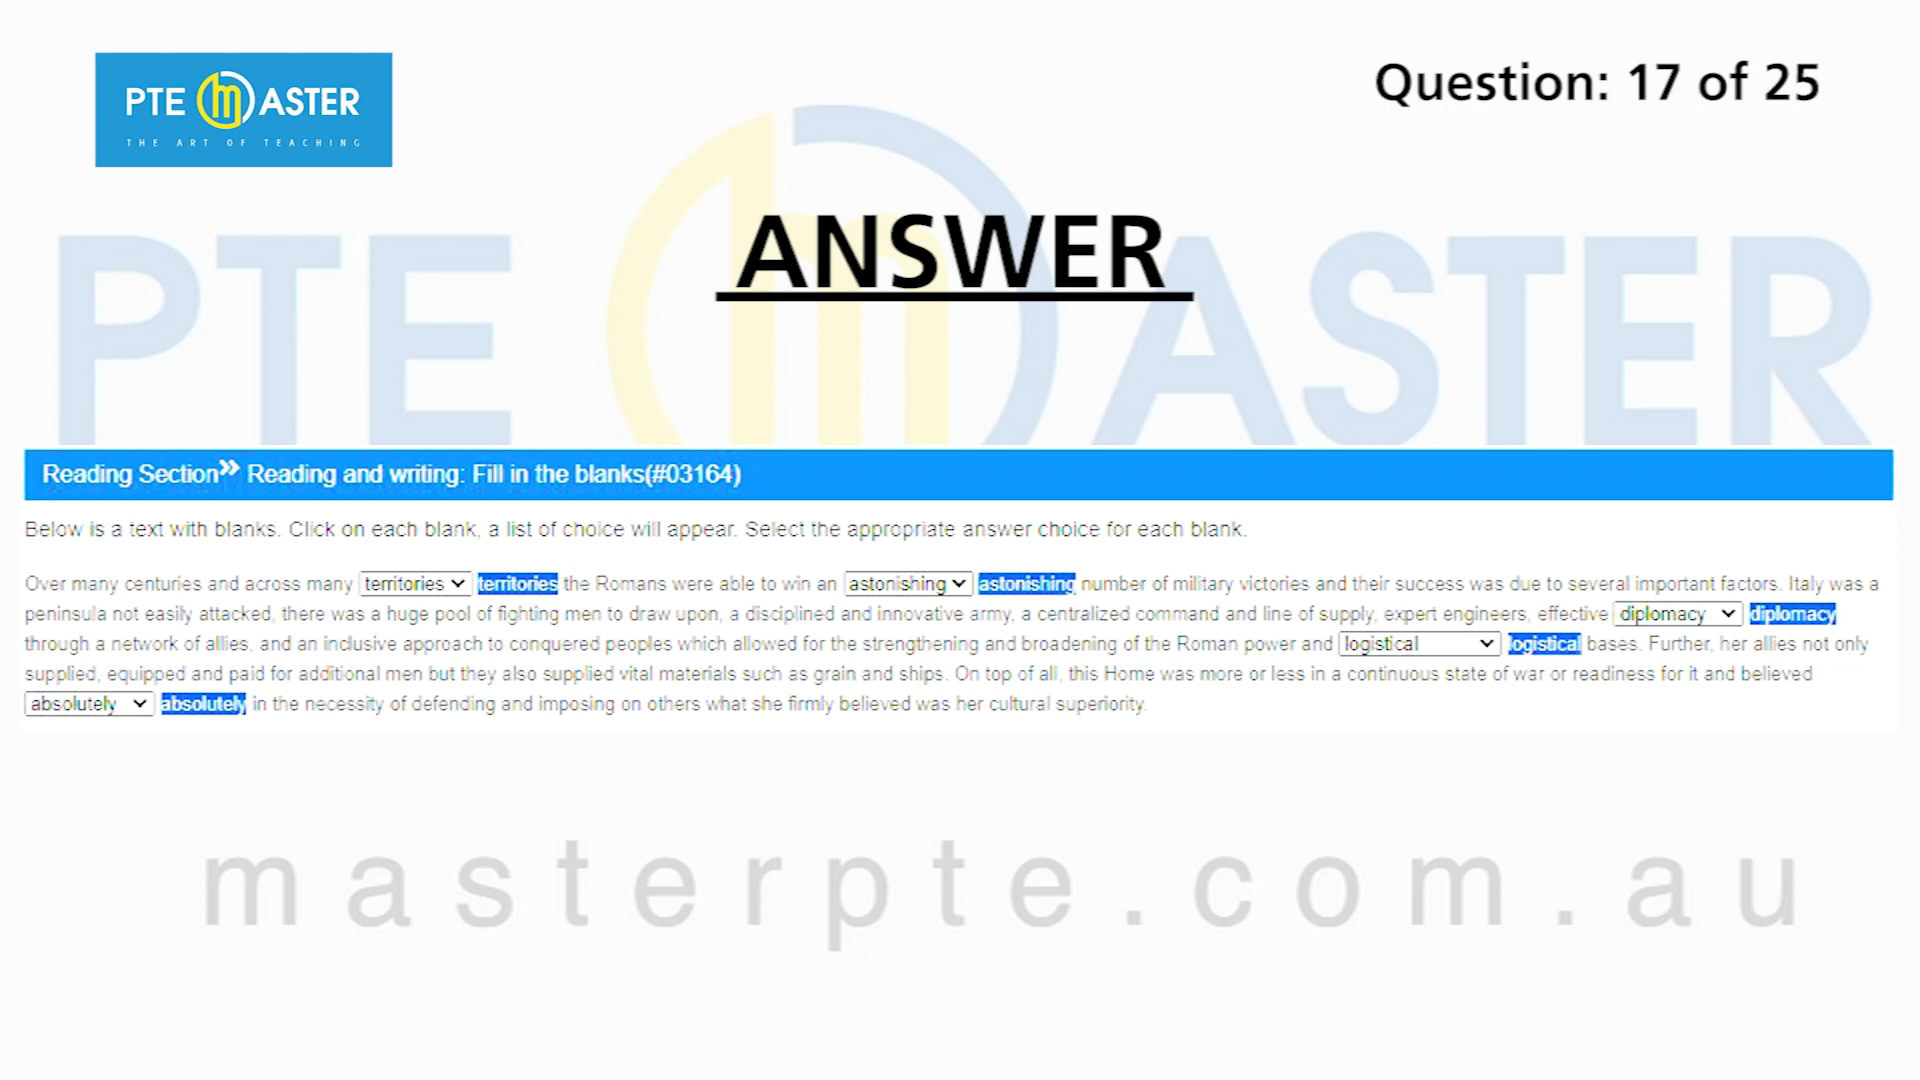 PTE MASTER
THE ART OF TEACHING
Question: 17 of 25
ANSWER
PTE MASTER
Reading Section» Reading and writing: Fill in the blanks(#03164)
Below is a text with blanks. Click on each blank, a list of choice will appear. Select the appropriate answer choice for each blank.
Over many centuries and across many territories territories the Romans were able to win an astonishing astonishing number of military victories and their success was due to several important factors. Italy was a
peninsula not easily attacked, there was a huge pool of fighting men to draw upon, a disciplined and innovative army, a centralized command and line of supply, expert engineers, effective diplomacy diplomacy
through a network of allies, and an inclusive approach to conquered peoples which allowed for the strengthening and broadening of the Roman power and logistical logistical bases. Further, her allies not only
supplied, equipped and paid for additional men but they also supplied vital materials such as grain and ships. On top of all, this Home was more or less in a continuous state of war or readiness for it and believed
absolutely absolutely in the necessity of defending and imposing on others what she firmly believed was her cultural superiority.
masterpte.com.au